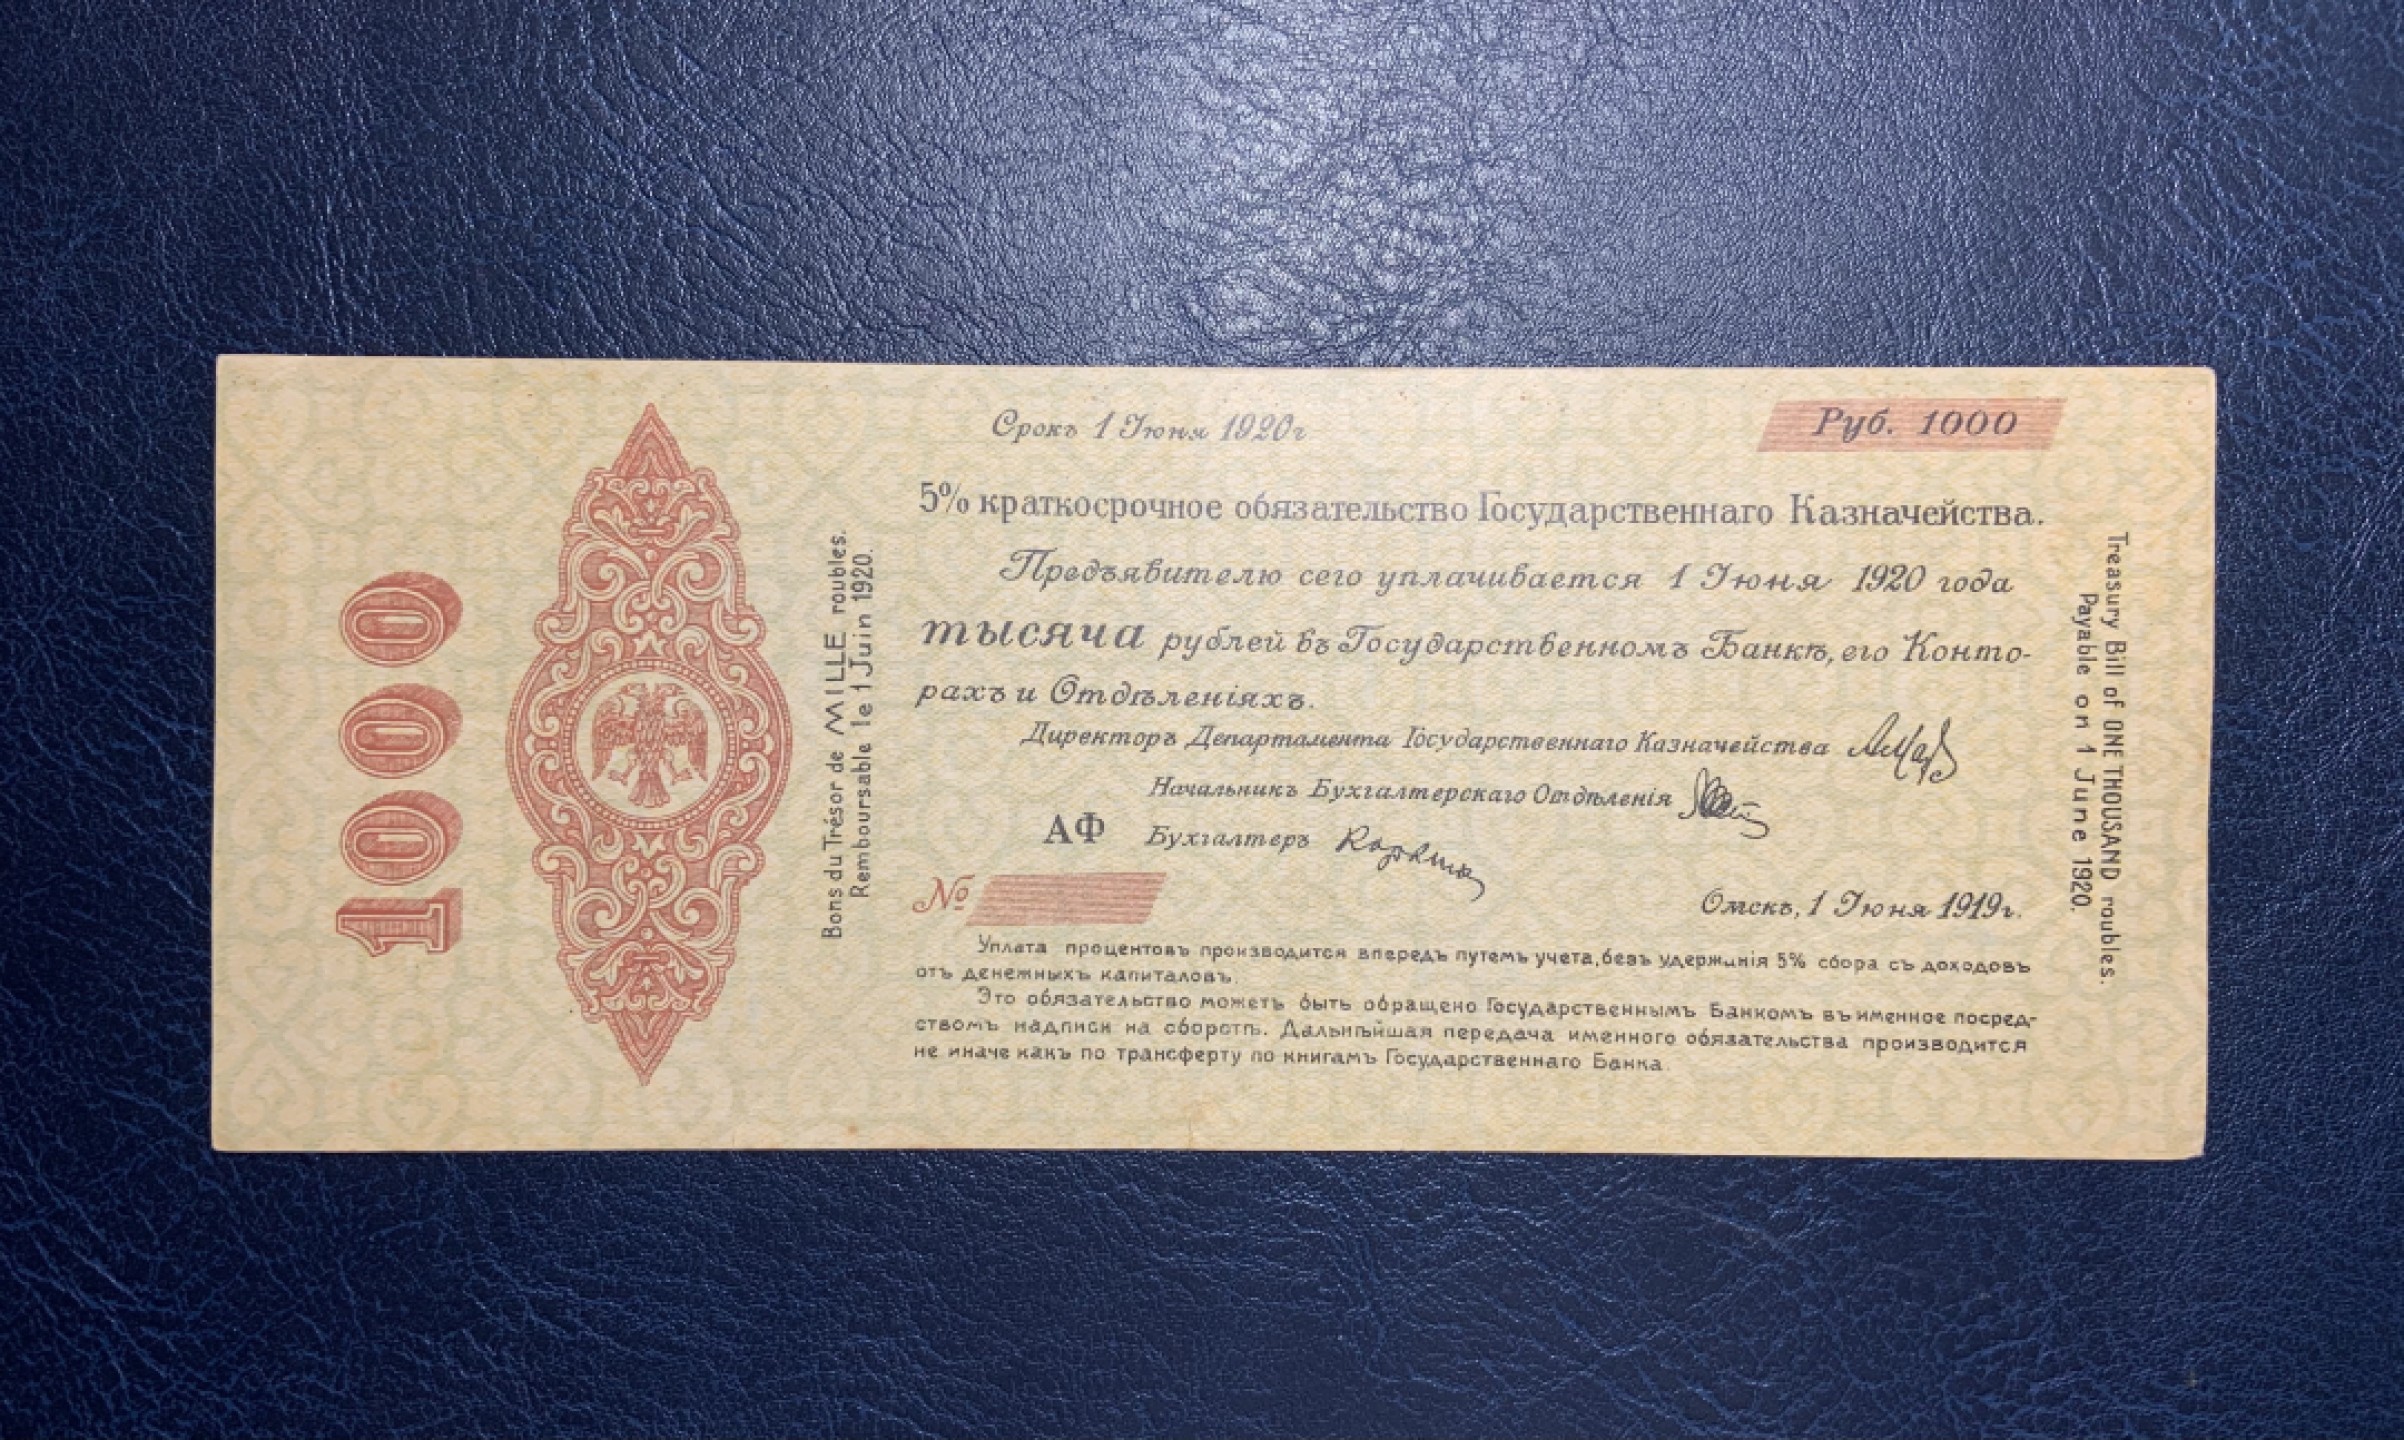 1000
Bons du Trésor de MILLE roubles.
Remboursable le 1 Juin 1920.
Срокъ 1 Июня 1920г
Руб. 1000
5% краткосрочное обязательство Государственнаго Казначейства.
Предъявителю сего уплачивается 1 Июня 1920 года
тысяча рублей въ Государственномъ Банкѣ, его Конто-
рахъ и Отдѣленіяхъ.
Директоръ Департамента Государственнаго Казначейства
Начальникъ Бухгалтерскаго Отдѣленія
АФ Бухгалтеръ
№
Омскъ, 1 Июня 1919г.
Уплата процентовъ производится впередъ путемъ учета, безъ удержанія 5% сбора съ доходовъ
отъ денежныхъ капиталовъ.
Это обязательство можетъ быть обращено Государственнымъ Банкомъ въ именное посред-
ствомъ надписи на оборотѣ. Дальнѣйшая передача именного обязательства производится
не иначе какъ по трансферту по книгамъ Государственнаго Банка.
Treasury Bill of ONE THOUSAND roubles.
Payable on 1 June 1920.